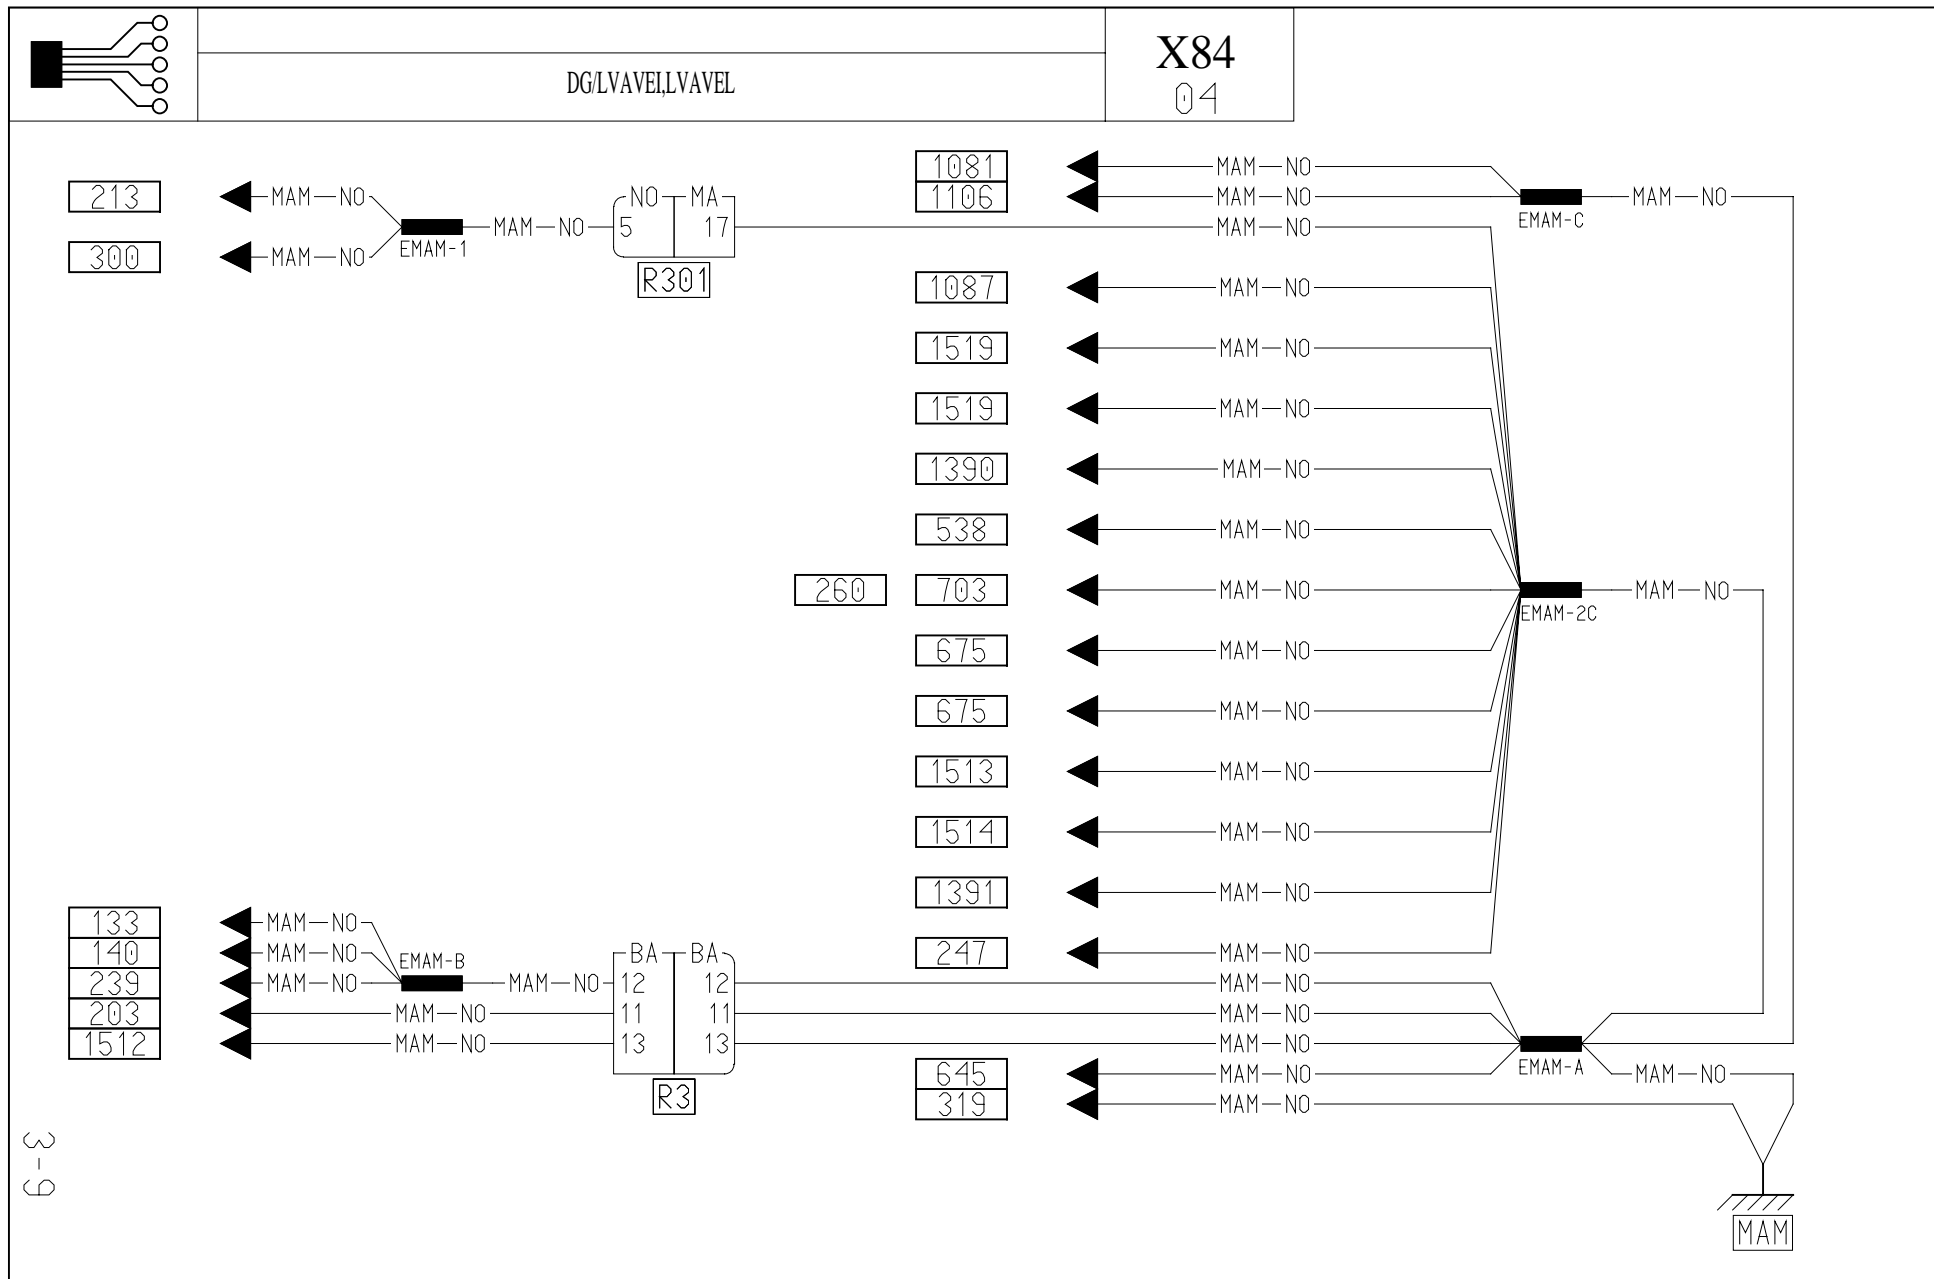 X84
DG/LVAVEI,LVAVEL
04
1081 MAM NO
213 MAM NO NO MA 1106 MAM NO MAM NO
EMAM-1 MAM NO 5 17 MAM NO EMAM-C
300 MAM NO R301
1087 MAM NO
1519 MAM NO
1519 MAM NO
1390 MAM NO
538 MAM NO
260 703 MAM NO MAM NO
EMAM-2C
675 MAM NO
675 MAM NO
1513 MAM NO
1514 MAM NO
1391 MAM NO
133 MAM NO
140 MAM NO EMAM-B BA BA 247 MAM NO
239 MAM NO MAM NO 12 12 MAM NO
203 MAM NO 11 11 MAM NO
1512 MAM NO 13 13 MAM NO
645 MAM NO EMAM-A MAM NO
R3 319 MAM NO
3-9
MAM